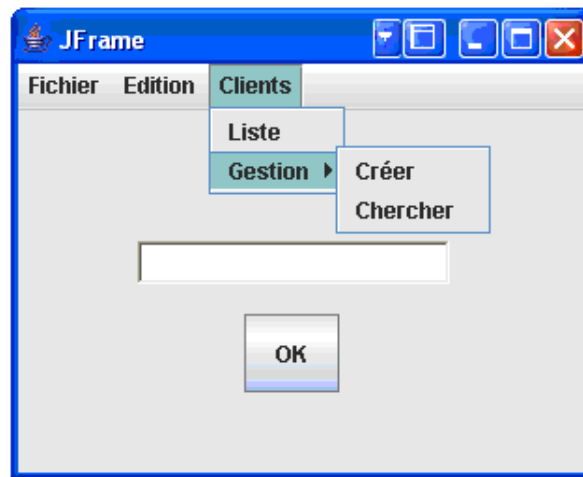 JFrame
Fichier Edition Clients
Liste
Gestion
Créer
Chercher
OK